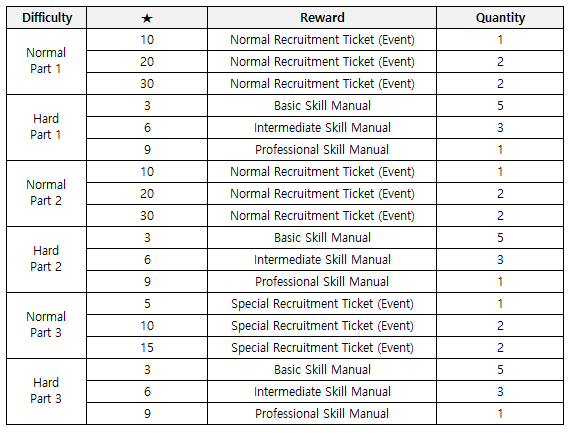 Difficulty ★ Reward Quantity
Normal Part 1 10 Normal Recruitment Ticket (Event) 1
20 Normal Recruitment Ticket (Event) 2
30 Normal Recruitment Ticket (Event) 2
Hard Part 1 3 Basic Skill Manual 5
6 Intermediate Skill Manual 3
9 Professional Skill Manual 1
Normal Part 2 10 Normal Recruitment Ticket (Event) 1
20 Normal Recruitment Ticket (Event) 2
30 Normal Recruitment Ticket (Event) 2
Hard Part 2 3 Basic Skill Manual 5
6 Intermediate Skill Manual 3
9 Professional Skill Manual 1
Normal Part 3 5 Special Recruitment Ticket (Event) 1
10 Special Recruitment Ticket (Event) 2
15 Special Recruitment Ticket (Event) 2
Hard Part 3 3 Basic Skill Manual 5
6 Intermediate Skill Manual 3
9 Professional Skill Manual 1